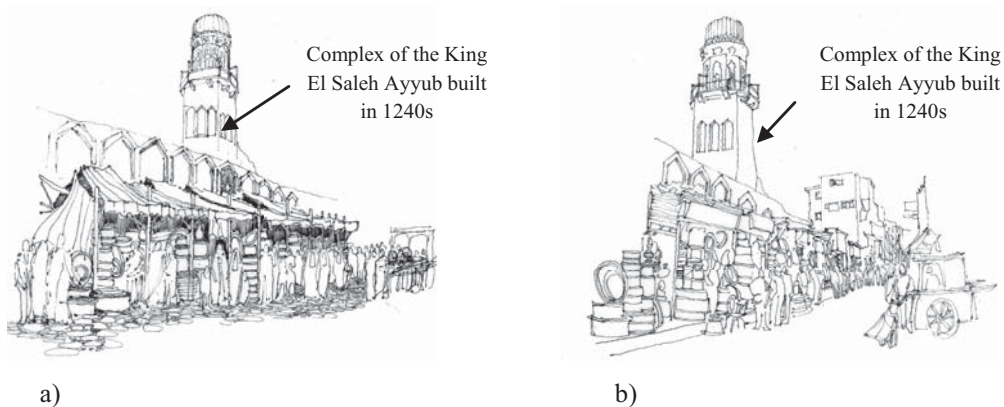 Complex of the King
El Saleh Ayyub built
in 1240s
Complex of the King
El Saleh Ayyub built
in 1240s
a)
b)